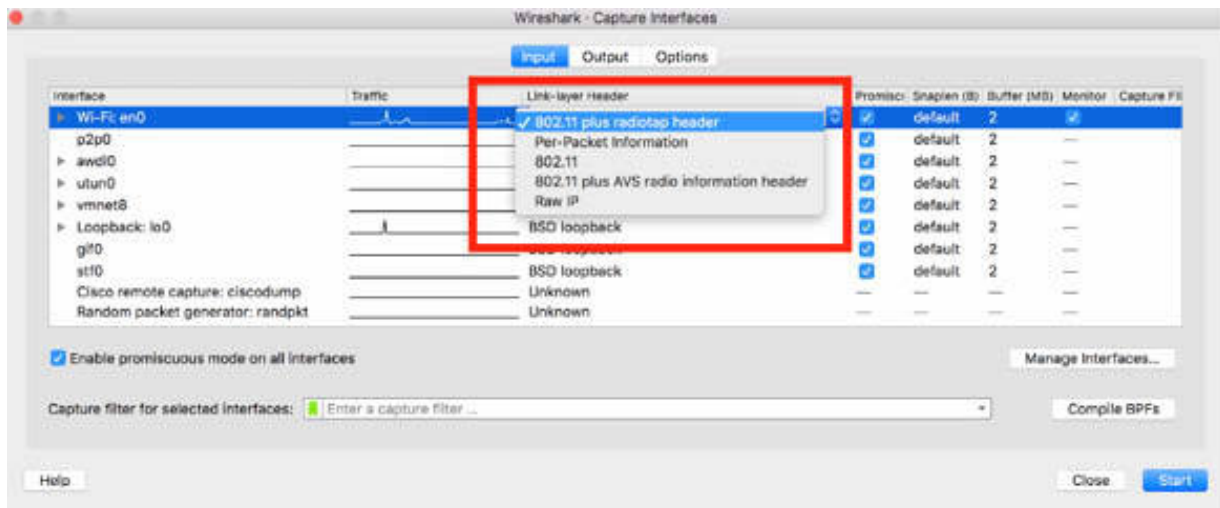 Wireshark · Capture Interfaces
Input Output Options
Interface Traffic Link-layer Header Promisc Snaplen (B) Buffer (MB) Monitor Capture Fil
Wi-Fi: en0 ✓ 802.11 plus radiotap header default 2
p2p0 Per-Packet Information default 2 —
awdl0 802.11 default 2 —
utun0 802.11 plus AVS radio information header default 2 —
vmnet8 Raw IP default 2 —
Loopback: lo0 BSD loopback default 2 —
gif0 default 2 —
stf0 BSD loopback default 2 —
Cisco remote capture: ciscodump Unknown — — — —
Random packet generator: randpkt Unknown — — — —
Enable promiscuous mode on all interfaces Manage Interfaces...
Capture filter for selected interfaces: Enter a capture filter ... Compile BPFs
Help Close Start